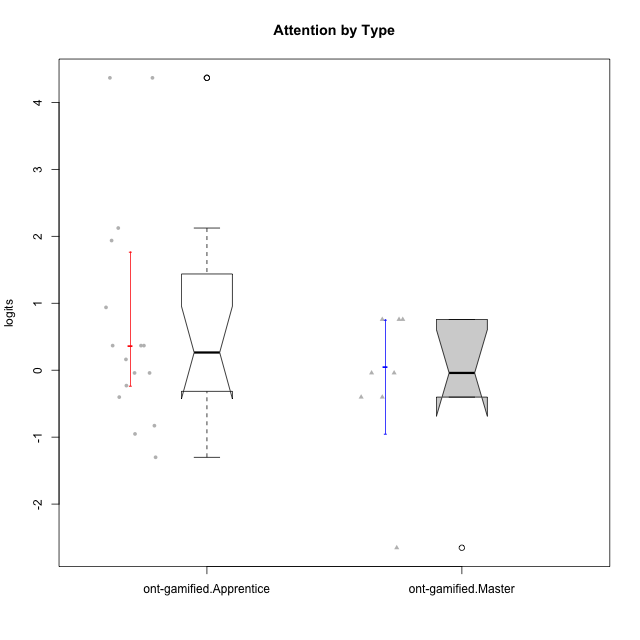 Attention by Type
logits
4
3
2
1
0
-1
-2
ont-gamified.Apprentice
ont-gamified.Master